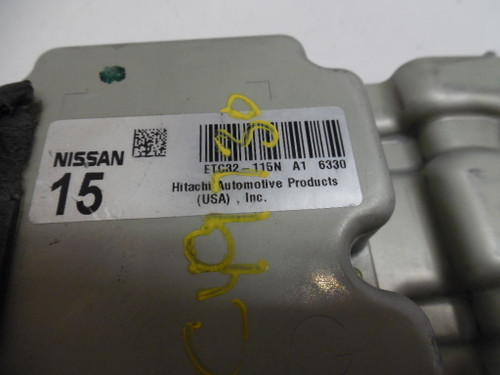 NISSAN
15
ETC32-115N A1 6330
Hitachi Automotive Products
(USA) , Inc.